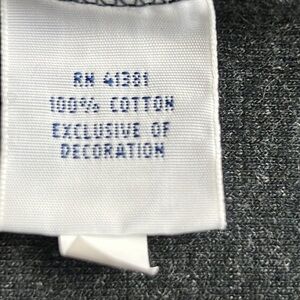 RN 41381
100% COTTON
EXCLUSIVE OF
DECORATION